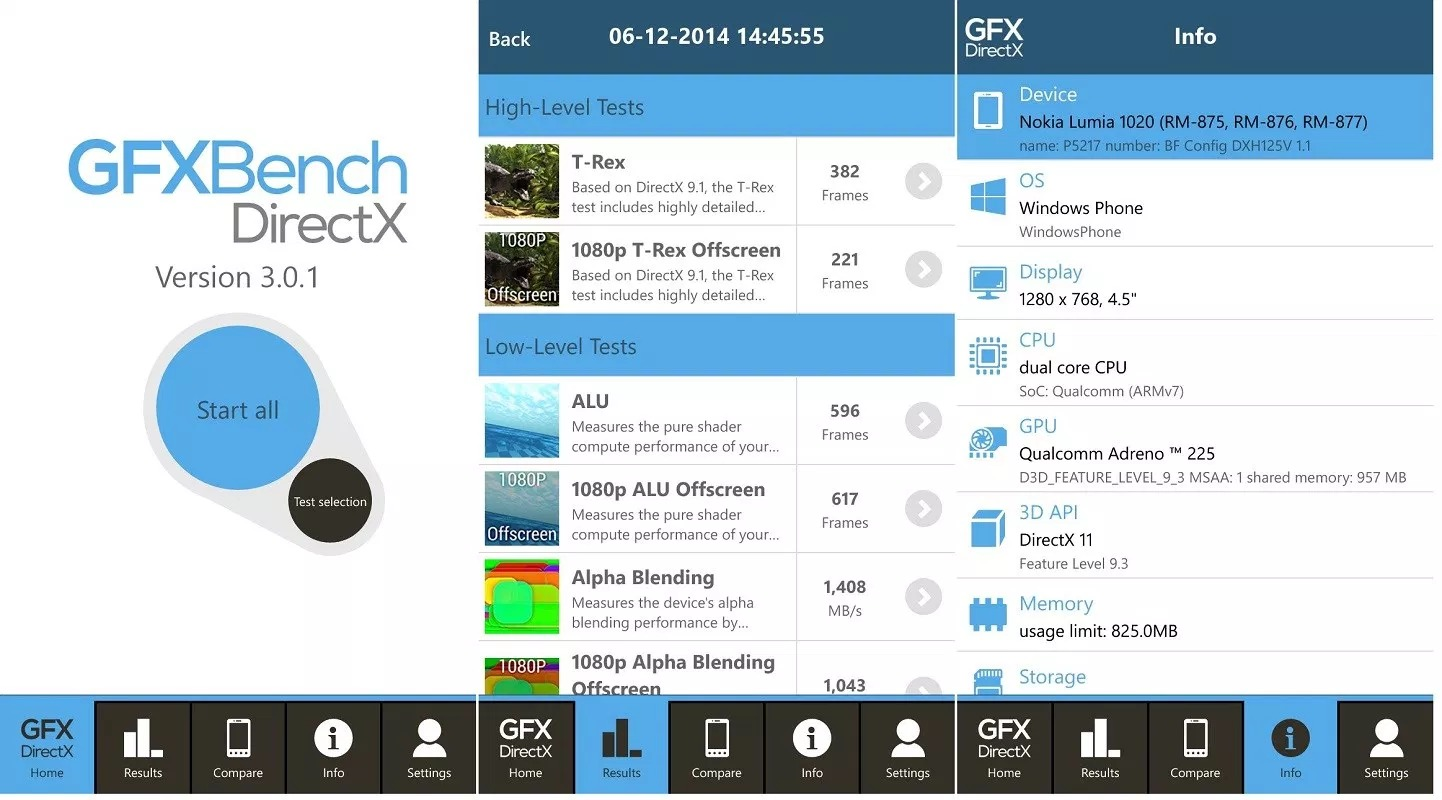 GFXBench
DirectX
Version 3.0.1
Start all
Test selection
GFX
DirectX
Home
Results
Compare
Info
Settings
Back
06-12-2014 14:45:55
High-Level Tests
T-Rex
Based on DirectX 9.1, the T-Rex
test includes highly detailed...
382
Frames
1080P
Offscreen
1080p T-Rex Offscreen
Based on DirectX 9.1, the T-Rex
test includes highly detailed...
221
Frames
Low-Level Tests
ALU
Measures the pure shader
compute performance of your...
596
Frames
1080P
Offscreen
1080p ALU Offscreen
Measures the pure shader
compute performance of your...
617
Frames
Alpha Blending
Measures the device's alpha
blending performance by...
1,408
MB/s
1080P
1080p Alpha Blending
Offscreen
1,043
GFX
DirectX
Home
Results
Compare
Info
Settings
GFX
DirectX
Info
Device
Nokia Lumia 1020 (RM-875, RM-876, RM-877)
name: P5217 number: BF Config DXH125V 1.1
OS
Windows Phone
WindowsPhone
Display
1280 x 768, 4.5"
CPU
dual core CPU
SoC: Qualcomm (ARMv7)
GPU
Qualcomm Adreno ™ 225
D3D_FEATURE_LEVEL_9_3 MSAA: 1 shared memory: 957 MB
3D API
DirectX 11
Feature Level 9.3
Memory
usage limit: 825.0MB
Storage
GFX
DirectX
Home
Results
Compare
Info
Settings